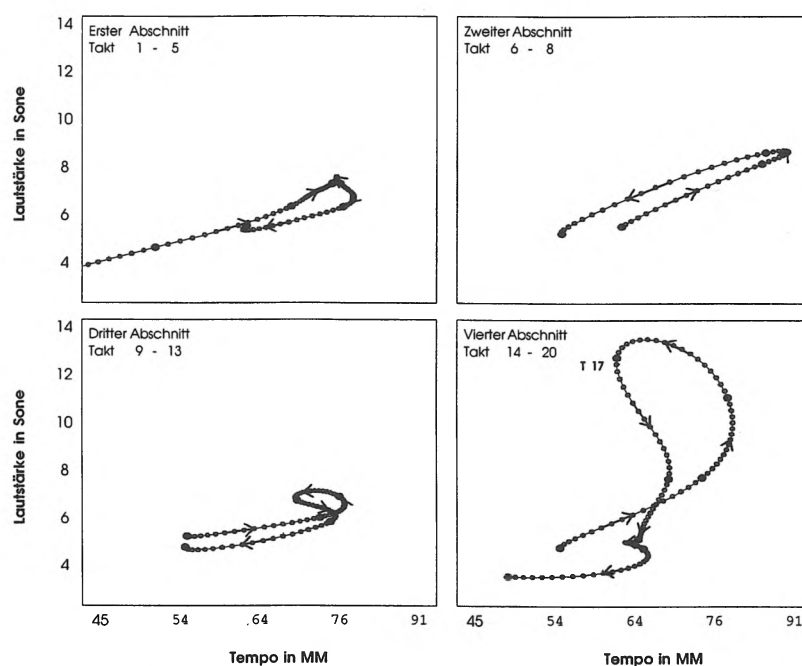 14
12
10
8
6
4
Lautstärke in Sone
Erster Abschnitt
Takt 1 - 5
Zweiter Abschnitt
Takt 6 - 8
14
12
10
8
6
4
Lautstärke in Sone
Dritter Abschnitt
Takt 9 - 13
Vierter Abschnitt
Takt 14 - 20
T 17
45 54 .64 76 91
45 54 64 76 91
Tempo in MM
Tempo in MM